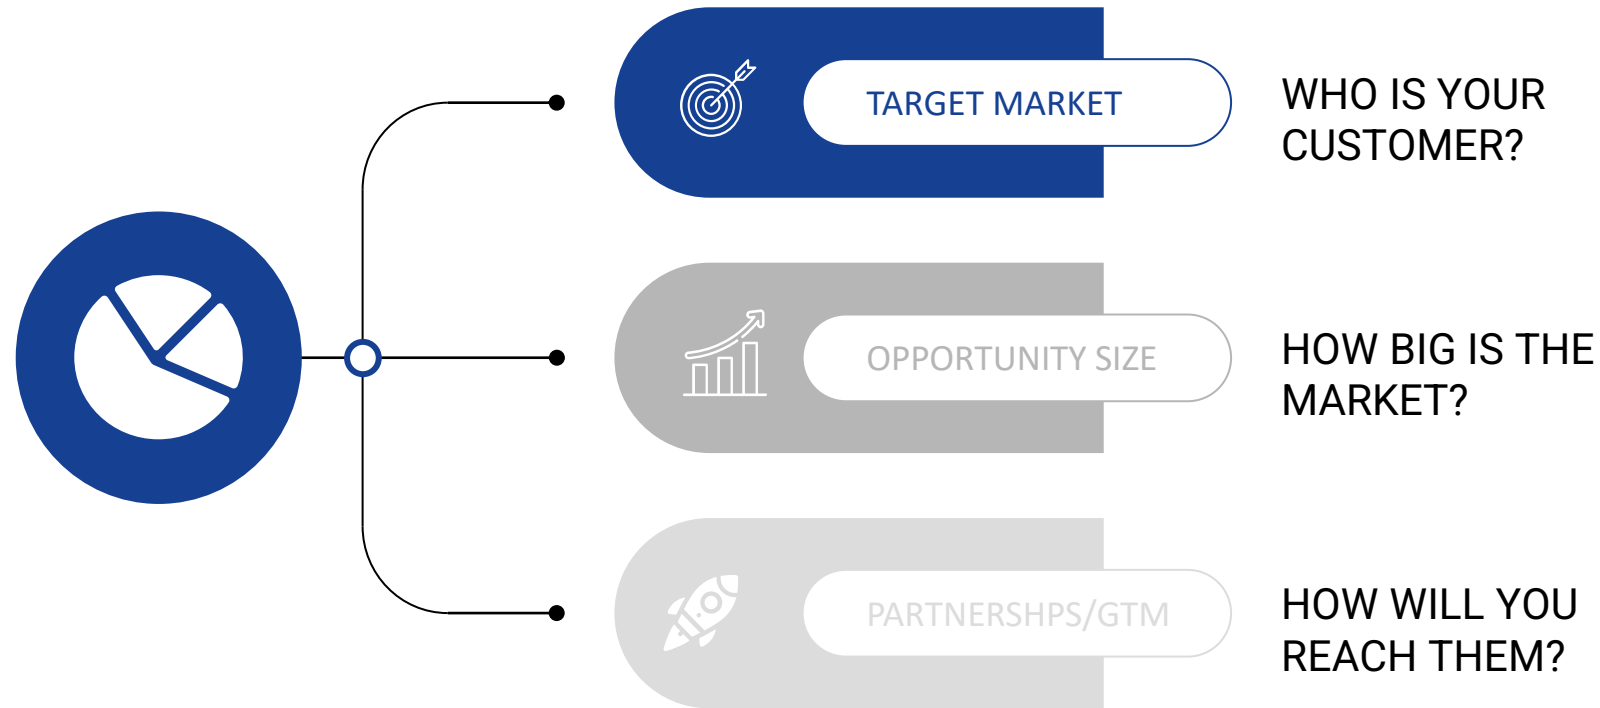 TARGET MARKET
WHO IS YOUR
CUSTOMER?
OPPORTUNITY SIZE
HOW BIG IS THE
MARKET?
PARTNERSHPS/GTM
HOW WILL YOU
REACH THEM?